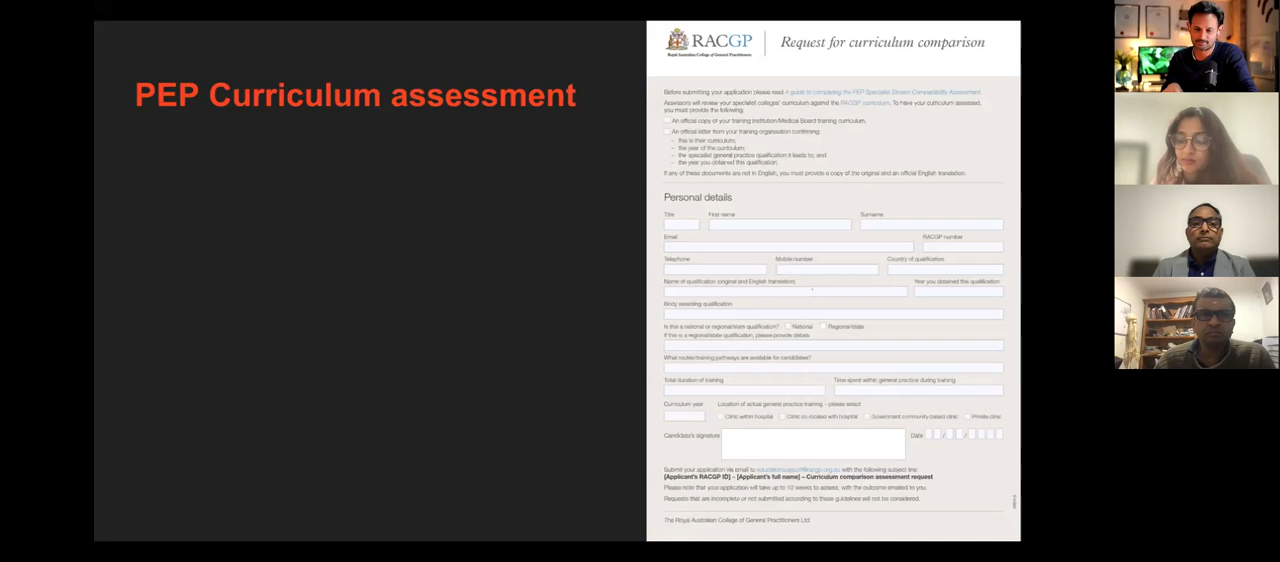 PEP Curriculum assessment
RACGP
Royal Australian College of General Practitioners
Request for curriculum comparison
Before submitting your application please read A guide to completing the PEP Specialist Stream Comparability Assessment.
Assessors will review your specialist colleges' curriculum against the RACGP curriculum. To have your curriculum assessed,
you must provide the following:
An official copy of your training institution/Medical Board training curriculum.
An official letter from your training organisation confirming:
– this is their curriculum;
– the year of the curriculum;
– the specialist general practice qualification it leads to; and
– the year you obtained this qualification;
If any of these documents are not in English, you must provide a copy of the original and an official English translation.
Personal details
Title First name Surname
Email RACGP number
Telephone Mobile number Country of qualification
Name of qualification (original and English translation) Year you obtained this qualification
Body awarding qualification
Is this a national or regional/state qualification? National Regional/state
If this is a regional/state qualification, please provide details
What routes/training pathways are available for candidates?
Total duration of training Time spent within general practice during training
Curriculum year Location of actual general practice training – please select
Clinic within hospital Clinic co-located with hospital Government community based clinic Private clinic
Candidate's signature Date / /
Submit your application via email to with the following subject line:
[Applicant's RACGP ID] – [Applicant's full name] – Curriculum comparison assessment request
Please note that your application will take up to 10 weeks to assess, with the outcome emailed to you.
Requests that are incomplete or not submitted according to these guidelines will not be considered.
The Royal Australian College of General Practitioners Ltd